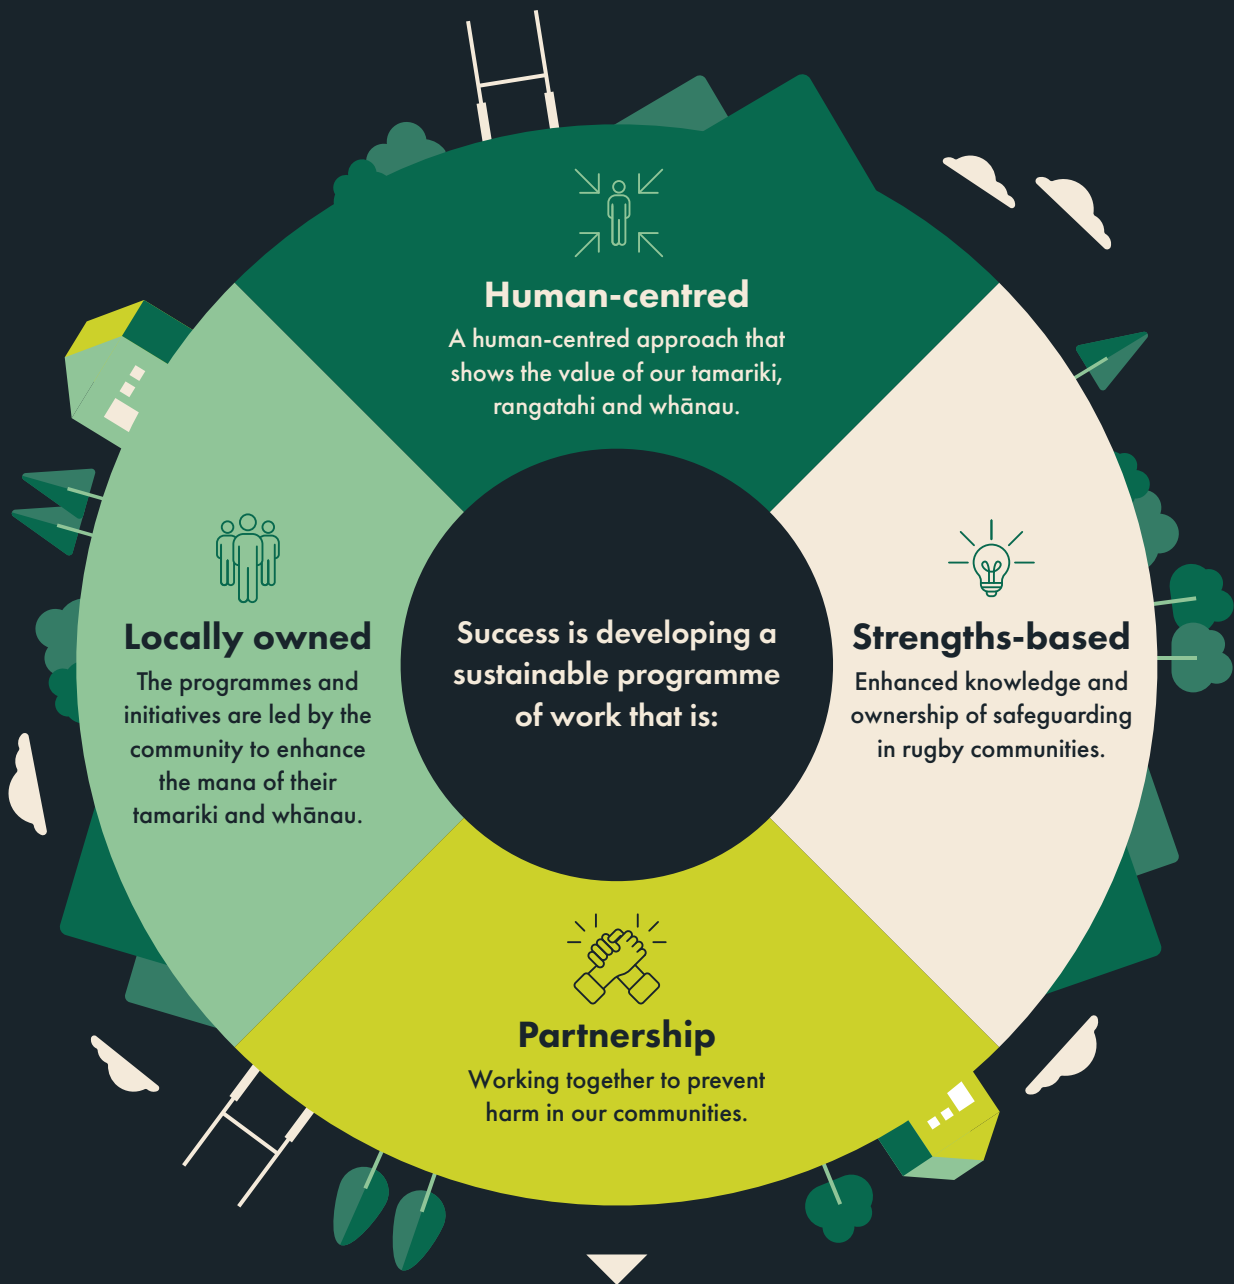 Human-centred
A human-centred approach that
shows the value of our tamariki,
rangatahi and whānau.
Locally owned
The programmes and
initiatives are led by the
community to enhance
the mana of their
tamariki and whānau.
Success is developing a
sustainable programme
of work that is:
Strengths-based
Enhanced knowledge and
ownership of safeguarding
in rugby communities.
Partnership
Working together to prevent
harm in our communities.